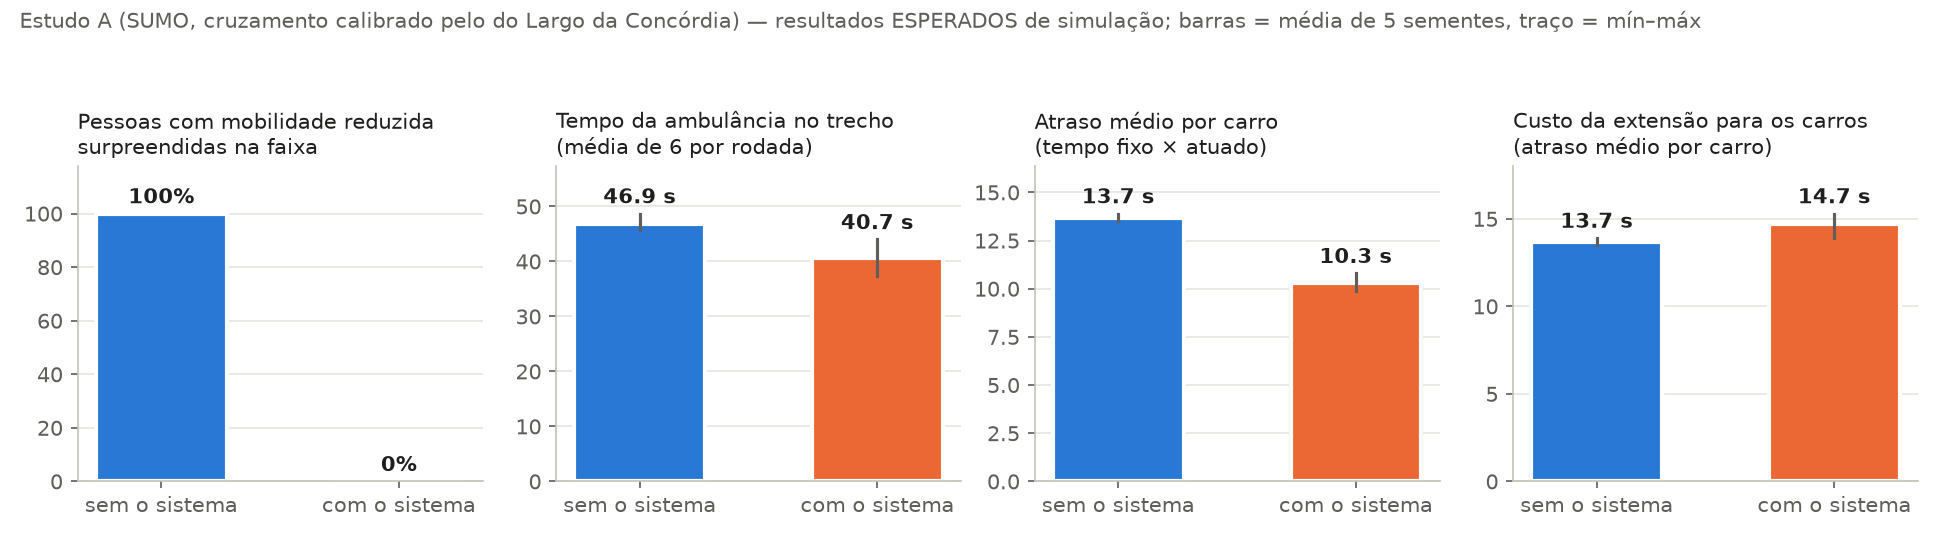 Estudo A (SUMO, cruzamento calibrado pelo do Largo da Concórdia) — resultados ESPERADOS de simulação; barras = média de 5 sementes, traço = mín–máx
Pessoas com mobilidade reduzida
surpreendidas na faixa
100%
0%
100
80
60
40
20
0
sem o sistema
com o sistema
Tempo da ambulância no trecho
(média de 6 por rodada)
46.9 s
40.7 s
50
40
30
20
10
0
sem o sistema
com o sistema
Atraso médio por carro
(tempo fixo × atuado)
13.7 s
10.3 s
15.0
12.5
10.0
7.5
5.0
2.5
0.0
sem o sistema
com o sistema
Custo da extensão para os carros
(atraso médio por carro)
13.7 s
14.7 s
15
10
5
0
sem o sistema
com o sistema